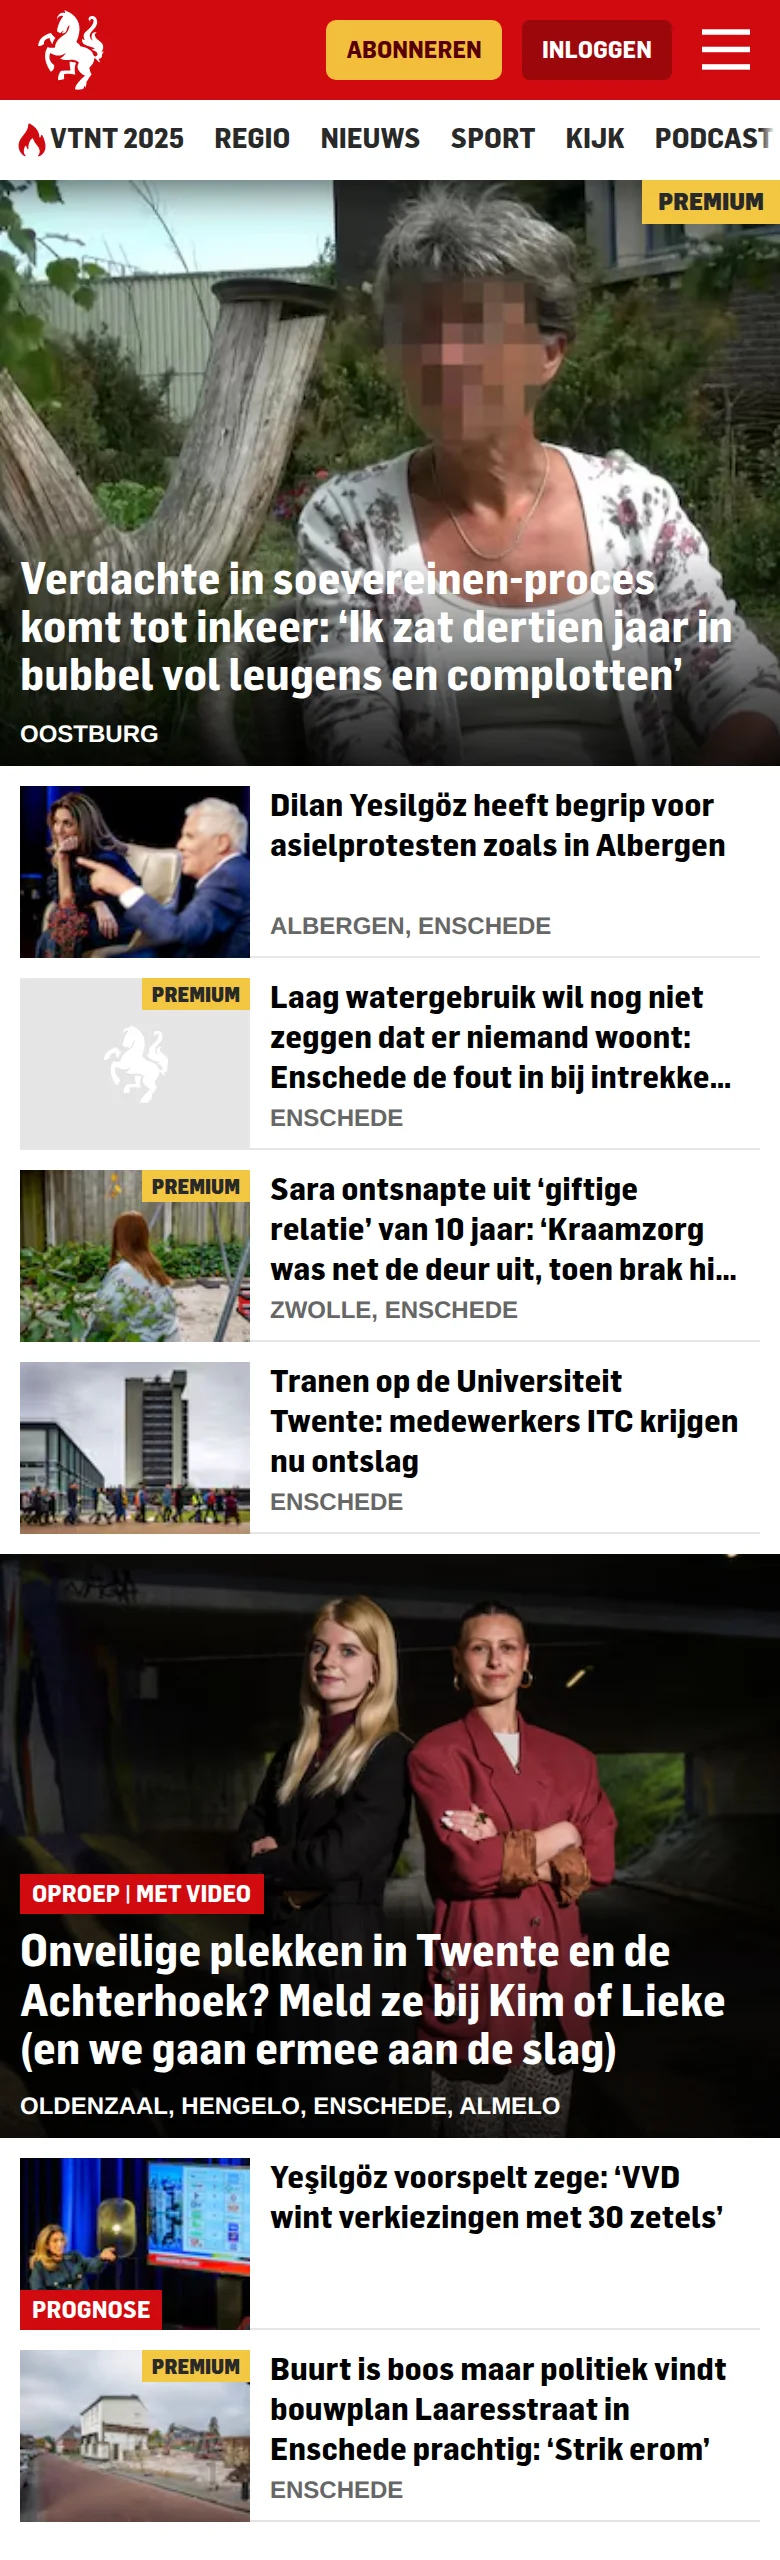 ABONNEREN
INLOGGEN
VTNT 2025 REGIO NIEUWS SPORT KIJK PODCAST
PREMIUM
Verdachte in soevereinen-proces
komt tot inkeer: ‘Ik zat dertien jaar in
bubbel vol leugens en complotten’
OOSTBURG
Dilan Yesilgöz heeft begrip voor
asielprotesten zoals in Albergen
ALBERGEN, ENSCHEDE
PREMIUM
Laag watergebruik wil nog niet
zeggen dat er niemand woont:
Enschede de fout in bij intrekke...
ENSCHEDE
PREMIUM
Sara ontsnapte uit ‘giftige
relatie’ van 10 jaar: ‘Kraamzorg
was net de deur uit, toen brak hi...
ZWOLLE, ENSCHEDE
Tranen op de Universiteit
Twente: medewerkers ITC krijgen
nu ontslag
ENSCHEDE
OPROEP | MET VIDEO
Onveilige plekken in Twente en de
Achterhoek? Meld ze bij Kim of Lieke
(en we gaan ermee aan de slag)
OLDENZAAL, HENGELO, ENSCHEDE, ALMELO
Yeşilgöz voorspelt zege: ‘VVD
wint verkiezingen met 30 zetels’
PROGNOSE
PREMIUM
Buurt is boos maar politiek vindt
bouwplan Laaresstraat in
Enschede prachtig: ‘Strik erom’
ENSCHEDE